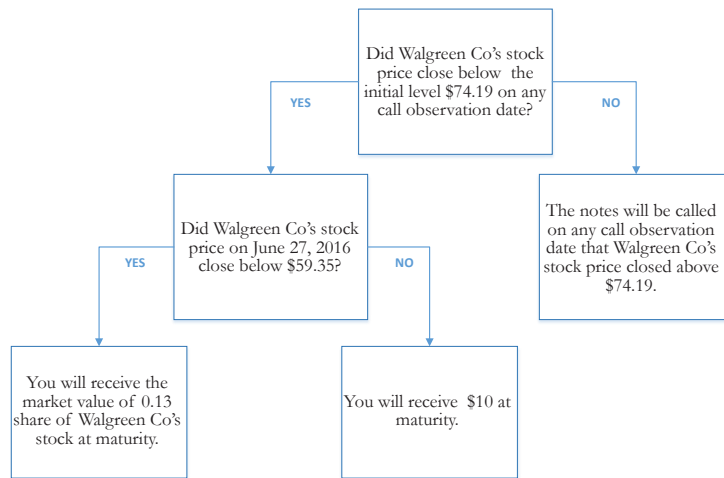 Did Walgreen Co's stock
price close below the
initial level $74.19 on any
call observation date?
YES
NO
Did Walgreen Co's stock
price on June 27, 2016
close below $59.35?
The notes will be called
on any call observation
date that Walgreen Co's
stock price closed above
$74.19.
YES
NO
You will receive the
market value of 0.13
share of Walgreen Co's
stock at maturity.
You will receive $10 at
maturity.